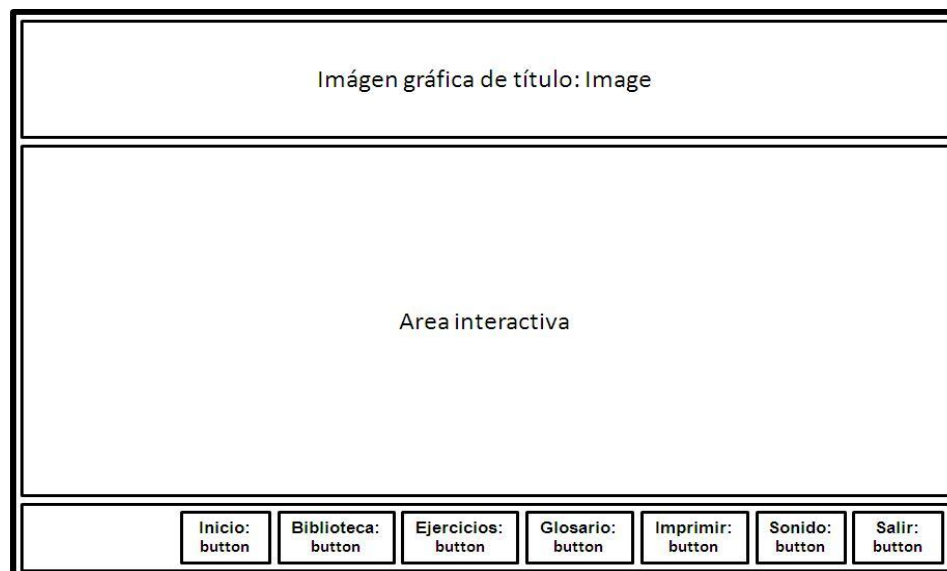 Imágen gráfica de título: Image
Area interactiva
Inicio:
button
Biblioteca:
button
Ejercicios:
button
Glosario:
button
Imprimir:
button
Sonido:
button
Salir:
button